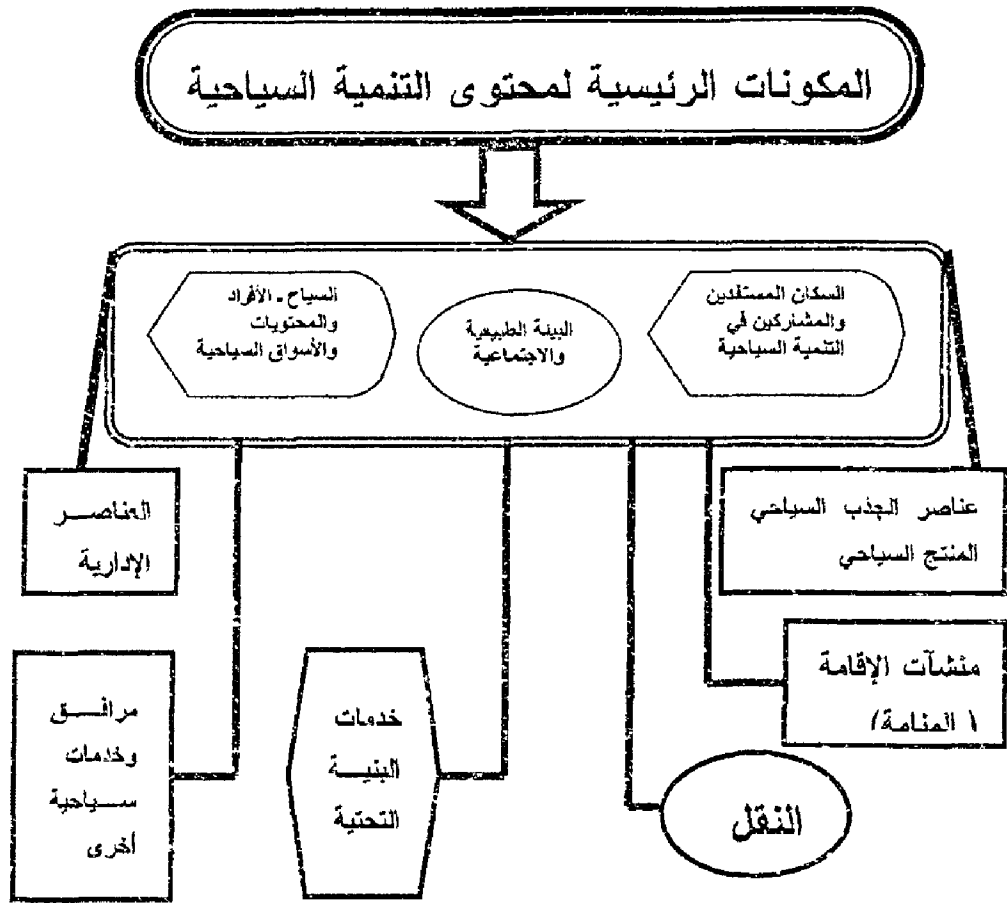 المكونات الرئيسية لمحتوى التنمية السياحية
السكان المستفدين
والمشاركين في
التنمية السياحية
البيئة الطبيعية
والاجتماعية
السياح - الأفراد
والمحتويات
والأسواق السياحية
عناصر الجذب السياحي
المنتج السياحي
العناصر
الإدارية
منشآت الإقامة
( المنامة)
النقل
خدمات
البنية
التحتية
مرافق
وخدمات
سياحية
أخرى